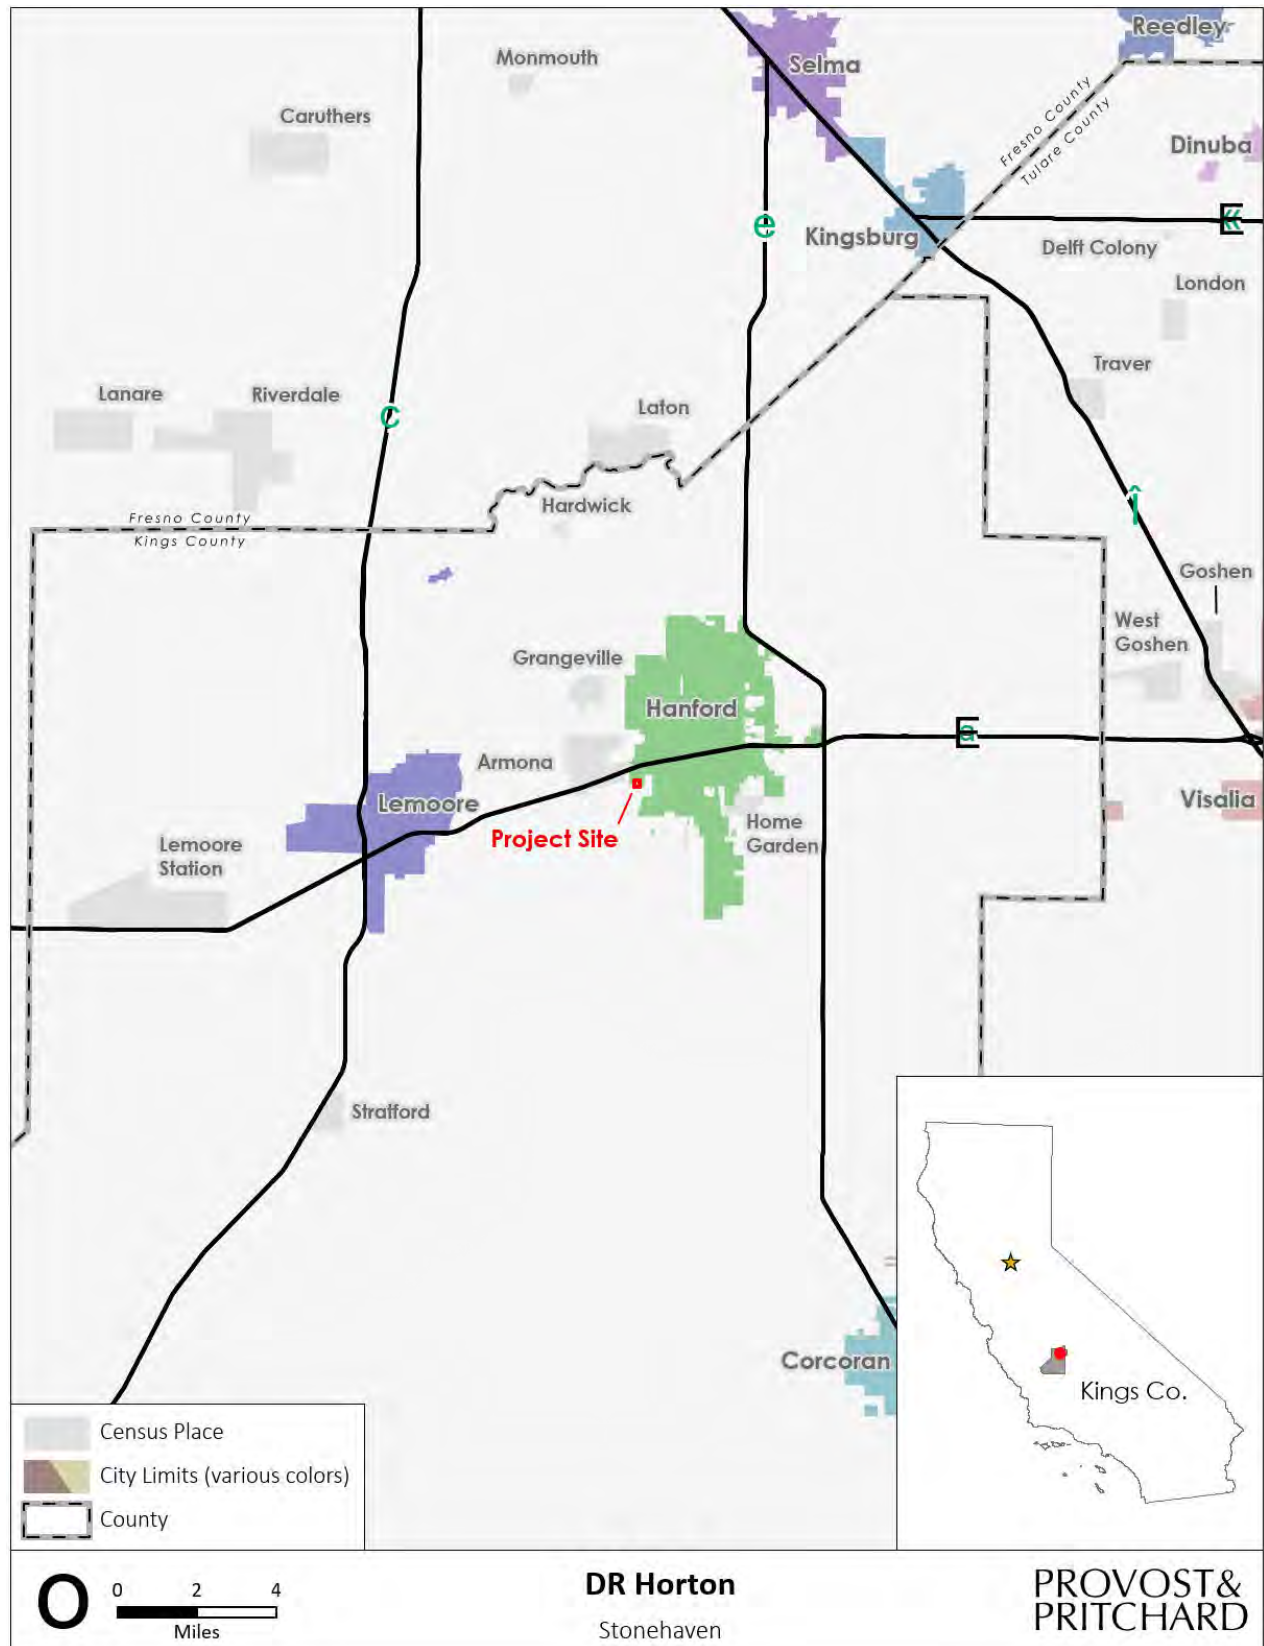 Reedley
Monmouth
Selma
Caruthers
Fresno County
Tulare County
Dinuba
e
Kingsburg
Delft Colony
London
Traver
Lanare
Riverdale
Laton
c
Hardwick
Fresno County
Kings County
Î
Goshen
West
Goshen
Grangeville
Hanford
a
Armona
Lemoore
Visalia
Project Site
Home
Garden
Lemoore
Station
Stratford
Corcoran
Kings Co.
Census Place
City Limits (various colors)
County
O
0 2 4
Miles
DR Horton
Stonehaven
PROVOST&
PRITCHARD